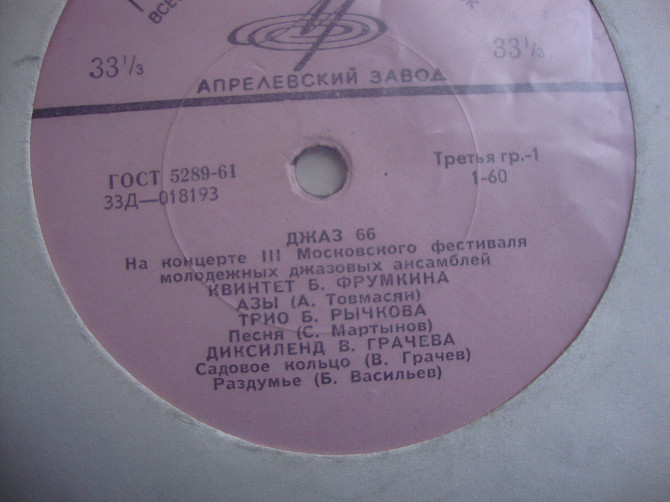 33⅓
33⅓
АПРЕЛЕВСКИЙ ЗАВОД
ГОСТ 5289-61
33Д—018193
Третья гр.-1
1-60
ДЖАЗ 66
На концерте III Московского фестиваля
молодежных джазовых ансамблей
КВИНТЕТ Б. ФРУМКИНА
АЗЫ (А. Товмасян)
ТРИО Б. РЫЧКОВА
Песня (С. Мартынов)
ДИКСИЛЕНД В. ГРАЧЕВА
Садовое кольцо (В. Грачев)
Раздумье (Б. Васильев)